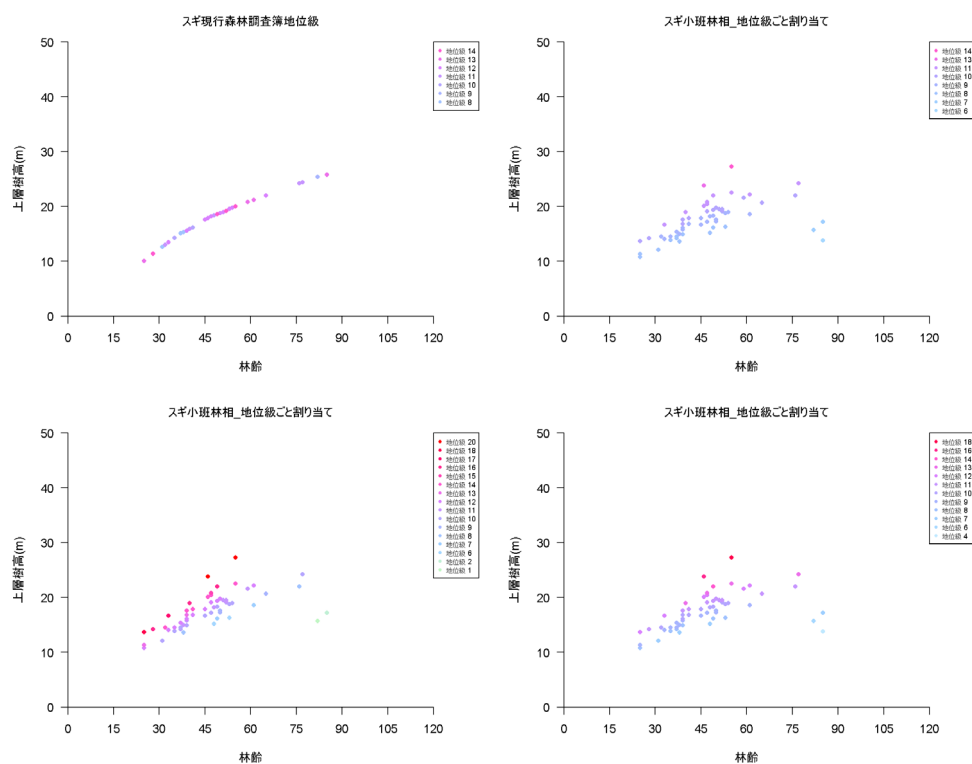 スギ現行森林調査簿地位級
50
40
30
20
10
0
上層樹高(m)
0 15 30 45 60 75 90 105 120
林齢
地位級 14
地位級 13
地位級 12
地位級 11
地位級 10
地位級 9
地位級 8
スギ小班林相_地位級ごと割り当て
50
40
30
20
10
0
上層樹高(m)
0 15 30 45 60 75 90 105 120
林齢
地位級 14
地位級 13
地位級 11
地位級 10
地位級 9
地位級 8
地位級 7
地位級 6
スギ小班林相_地位級ごと割り当て
50
40
30
20
10
0
上層樹高(m)
0 15 30 45 60 75 90 105 120
林齢
地位級 20
地位級 18
地位級 17
地位級 16
地位級 15
地位級 14
地位級 13
地位級 12
地位級 11
地位級 10
地位級 9
地位級 8
地位級 7
地位級 6
地位級 2
地位級 1
スギ小班林相_地位級ごと割り当て
50
40
30
20
10
0
上層樹高(m)
0 15 30 45 60 75 90 105 120
林齢
地位級 18
地位級 16
地位級 14
地位級 13
地位級 12
地位級 11
地位級 10
地位級 9
地位級 8
地位級 7
地位級 6
地位級 4